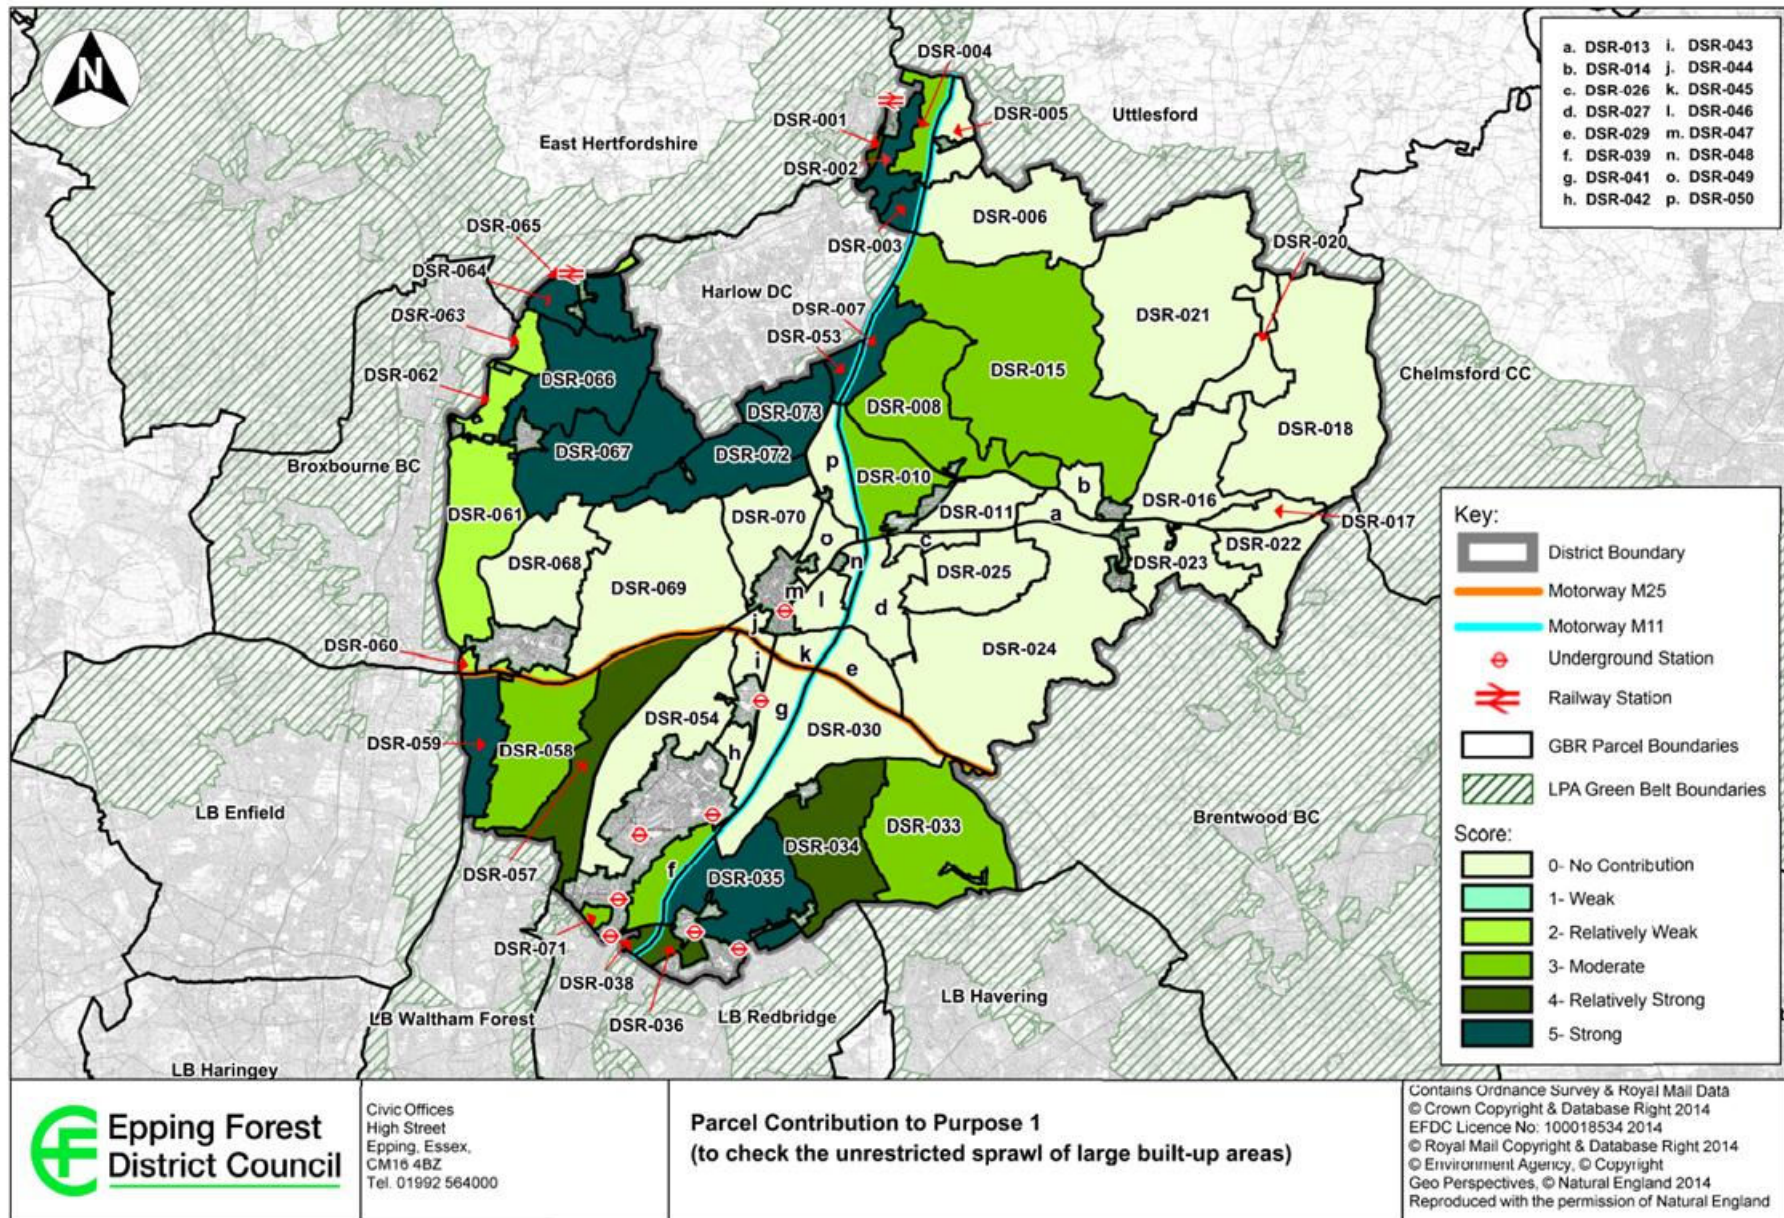 N
a. DSR-013 i. DSR-043
b. DSR-014 j. DSR-044
c. DSR-026 k. DSR-045
d. DSR-027 l. DSR-046
e. DSR-029 m. DSR-047
f. DSR-039 n. DSR-048
g. DSR-041 o. DSR-049
h. DSR-042 p. DSR-050
DSR-004
DSR-001
DSR-005
Uttlesford
East Hertfordshire
DSR-002
DSR-006
DSR-065
DSR-003
DSR-020
DSR-064
Harlow DC
DSR-063
DSR-007
DSR-021
DSR-053
DSR-062
DSR-066
DSR-015
Chelmsford CC
DSR-073
DSR-008
DSR-018
DSR-067
DSR-072
Broxbourne BC
p
DSR-010
b
DSR-061
DSR-070
DSR-011
a
DSR-016
DSR-017
o
c
DSR-022
DSR-068
n
DSR-025
DSR-023
DSR-069
m
l
d
j
DSR-060
k
i
e
DSR-024
g
DSR-054
DSR-030
DSR-059
DSR-058
h
LB Enfield
Brentwood BC
DSR-033
DSR-034
DSR-057
f
DSR-035
DSR-071
DSR-038
LB Havering
LB Waltham Forest
DSR-036
LB Redbridge
LB Haringey
Key:
District Boundary
Motorway M25
Motorway M11
Underground Station
Railway Station
GBR Parcel Boundaries
LPA Green Belt Boundaries
Score:
0- No Contribution
1- Weak
2- Relatively Weak
3- Moderate
4- Relatively Strong
5- Strong
Epping Forest
District Council
Civic Offices
High Street
Epping, Essex,
CM16 4BZ
Tel. 01992 564000
Parcel Contribution to Purpose 1
(to check the unrestricted sprawl of large built-up areas)
Contains Ordnance Survey & Royal Mail Data
© Crown Copyright & Database Right 2014
EFDC Licence No: 100018534 2014
© Royal Mail Copyright & Database Right 2014
© Environment Agency, © Copyright
Geo Perspectives, © Natural England 2014
Reproduced with the permission of Natural England